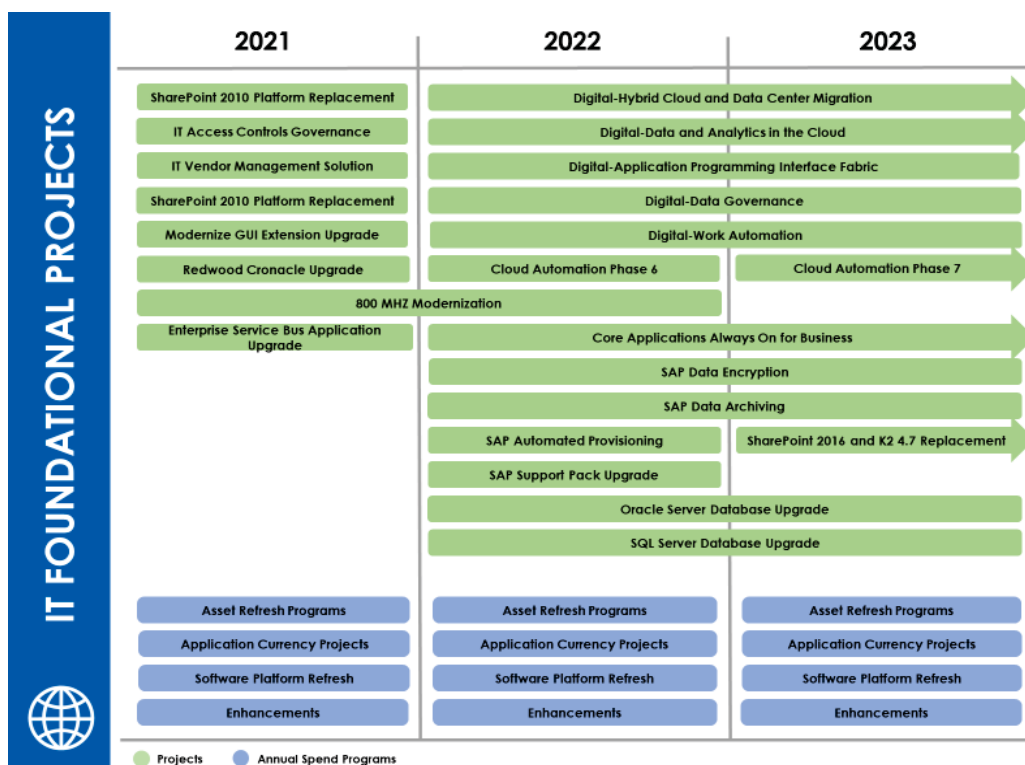 IT FOUNDATIONAL PROJECTS
2021 2022 2023
SharePoint 2010 Platform Replacement
Digital-Hybrid Cloud and Data Center Migration
IT Access Controls Governance
Digital-Data and Analytics in the Cloud
IT Vendor Management Solution
Digital-Application Programming Interface Fabric
SharePoint 2010 Platform Replacement
Digital-Data Governance
Modernize GUI Extension Upgrade
Digital-Work Automation
Redwood Cronacle Upgrade
Cloud Automation Phase 6
Cloud Automation Phase 7
800 MHZ Modernization
Enterprise Service Bus Application
Upgrade
Core Applications Always On for Business
SAP Data Encryption
SAP Data Archiving
SAP Automated Provisioning
SharePoint 2016 and K2 4.7 Replacement
SAP Support Pack Upgrade
Oracle Server Database Upgrade
SQL Server Database Upgrade
Asset Refresh Programs
Asset Refresh Programs
Asset Refresh Programs
Application Currency Projects
Application Currency Projects
Application Currency Projects
Software Platform Refresh
Software Platform Refresh
Software Platform Refresh
Enhancements
Enhancements
Enhancements
Projects
Annual Spend Programs